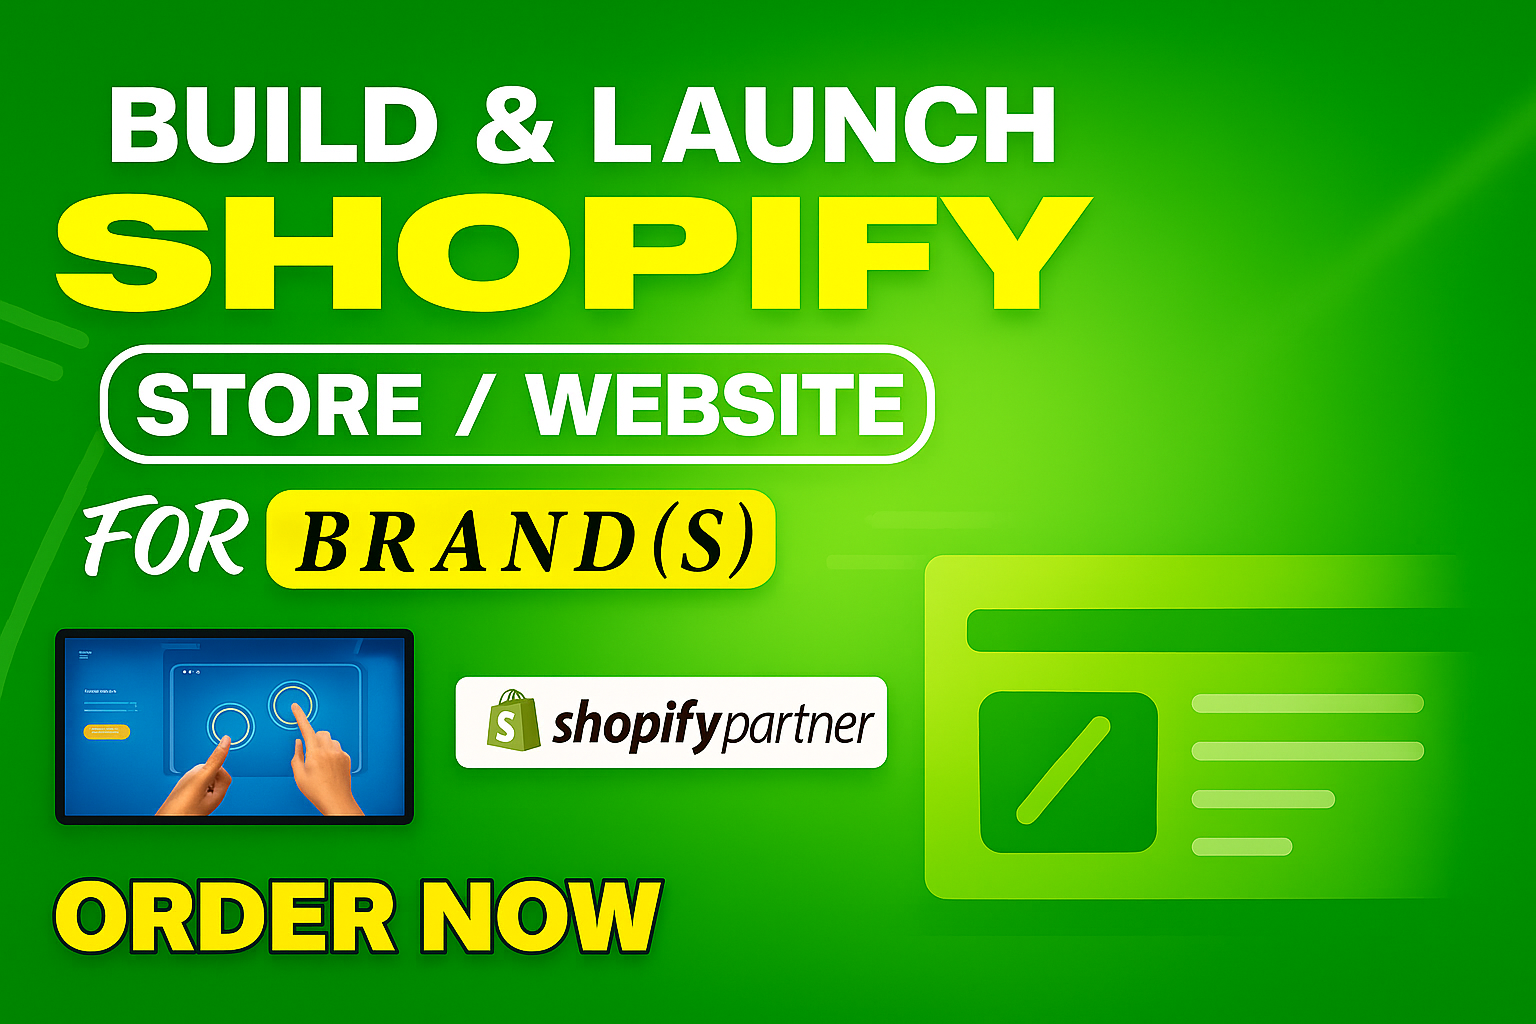 BUILD & LAUNCH
SHOPIFY
STORE / WEBSITE
FOR BRAND(S)
shopifypartner
ORDER NOW